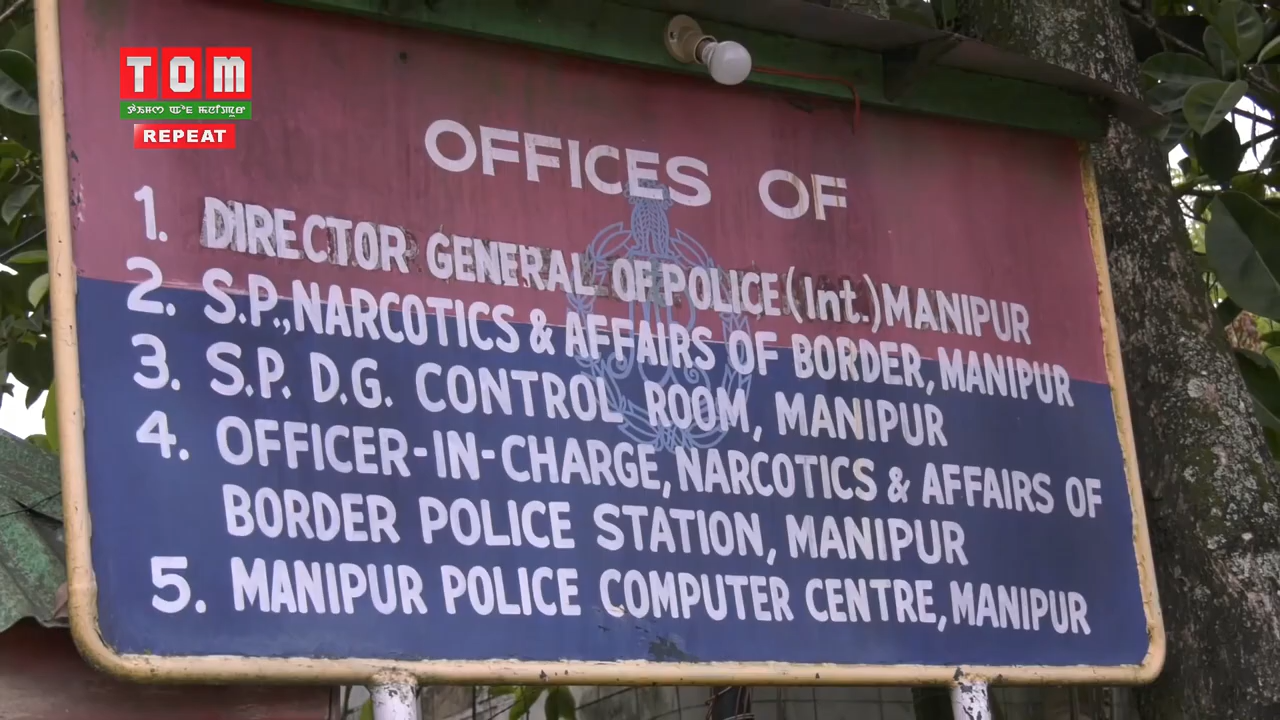 TOM
REPEAT
OFFICES OF
1. DIRECTOR GENERAL OF POLICE (Int.) MANIPUR
2. S.P., NARCOTICS & AFFAIRS OF BORDER, MANIPUR
3. S.P. D.G. CONTROL ROOM, MANIPUR
4. OFFICER-IN-CHARGE, NARCOTICS & AFFAIRS OF
BORDER POLICE STATION, MANIPUR
5. MANIPUR POLICE COMPUTER CENTRE, MANIPUR